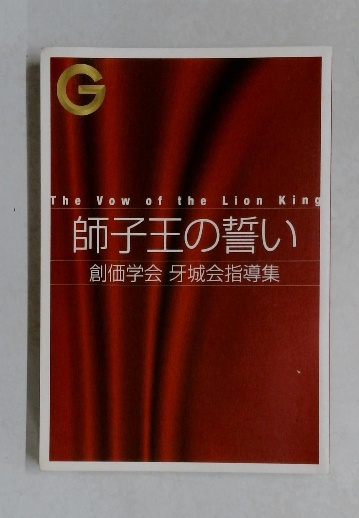 G
The Vow of the Lion King
師子王の誓い
創価学会 牙城会指導集